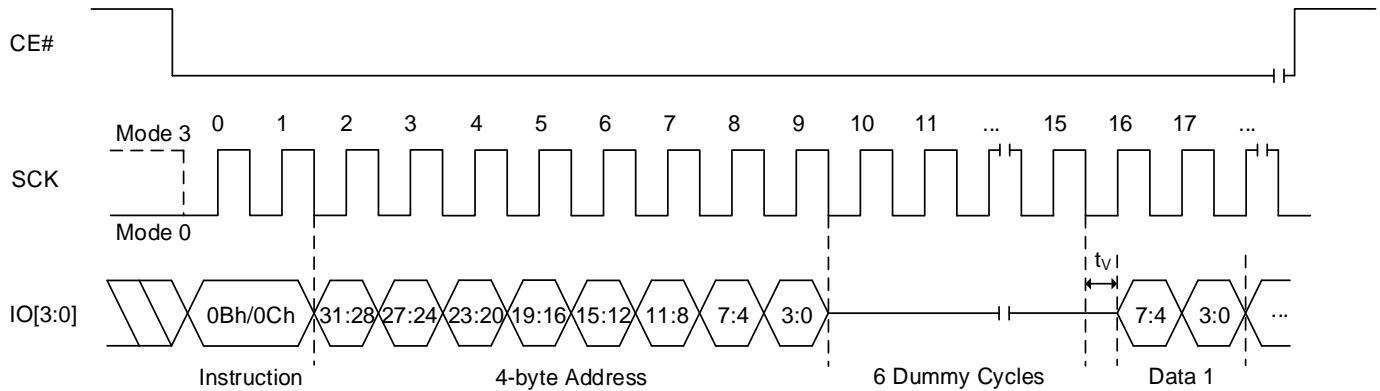 CE#
Mode 3
0 1 2 3 4 5 6 7 8 9 10 11 ... 15 16 17 ...
SCK
Mode 0
tV
IO[3:0] 0Bh/0Ch 31:28 27:24 23:20 19:16 15:12 11:8 7:4 3:0 7:4 3:0 ...
Instruction 4-byte Address 6 Dummy Cycles Data 1